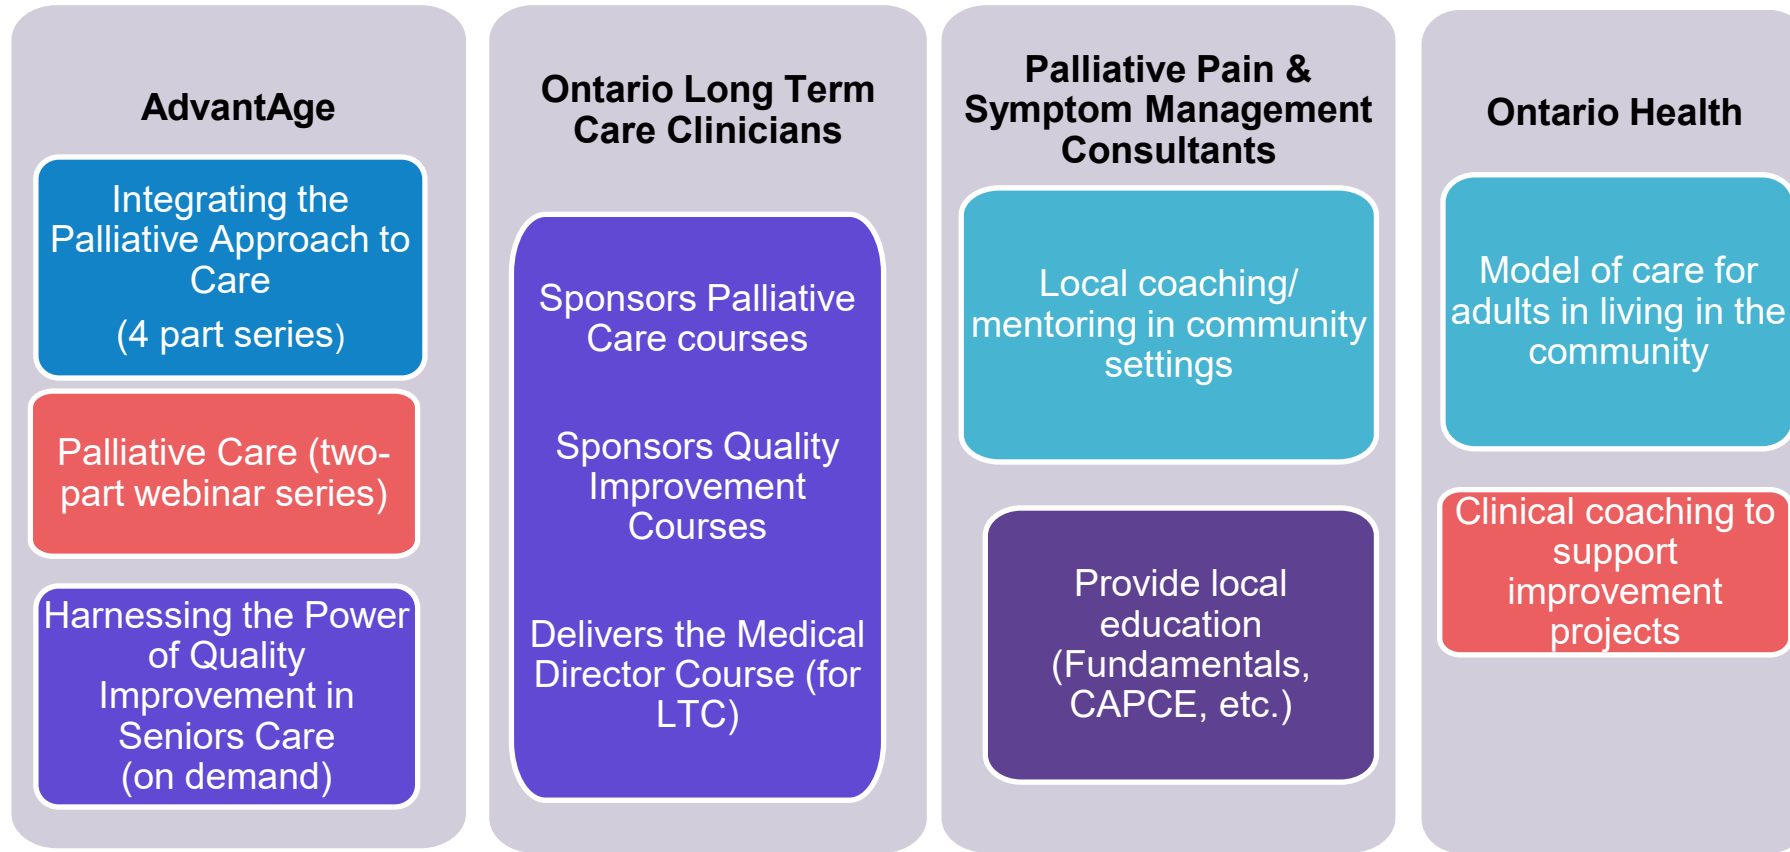 AdvantAge
Integrating the
Palliative Approach to
Care
(4 part series)
Palliative Care (two-
part webinar series)
Harnessing the Power
of Quality
Improvement in
Seniors Care
(on demand)
Ontario Long Term
Care Clinicians
Sponsors Palliative
Care courses
Sponsors Quality
Improvement
Courses
Delivers the Medical
Director Course (for
LTC)
Palliative Pain &
Symptom Management
Consultants
Local coaching/
mentoring in community
settings
Provide local
education
(Fundamentals,
CAPCE, etc.)
Ontario Health
Model of care for
adults in living in the
community
Clinical coaching to
support
improvement
projects